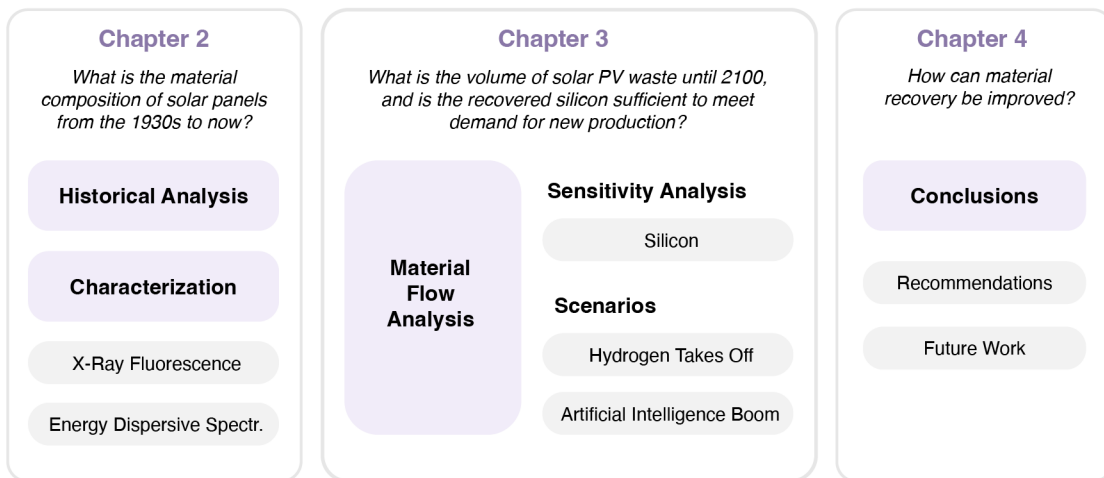 Chapter 2
What is the material
composition of solar panels
from the 1930s to now?
Historical Analysis
Characterization
X-Ray Fluorescence
Energy Dispersive Spectr.
Chapter 3
What is the volume of solar PV waste until 2100,
and is the recovered silicon sufficient to meet
demand for new production?
Material
Flow
Analysis
Sensitivity Analysis
Silicon
Scenarios
Hydrogen Takes Off
Artificial Intelligence Boom
Chapter 4
How can material
recovery be improved?
Conclusions
Recommendations
Future Work